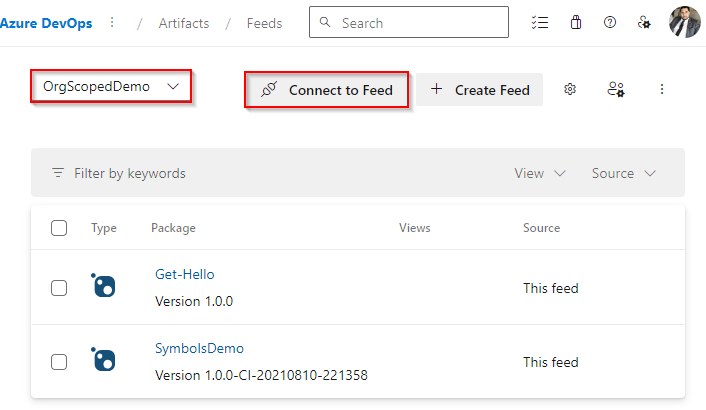 Azure DevOps / Artifacts / Feeds Search
OrgScopedDemo Connect to Feed + Create Feed
Filter by keywords View Source
Type Package Views Source
Get-Hello
Version 1.0.0 This feed
SymbolsDemo
Version 1.0.0-CI-20210810-221358 This feed